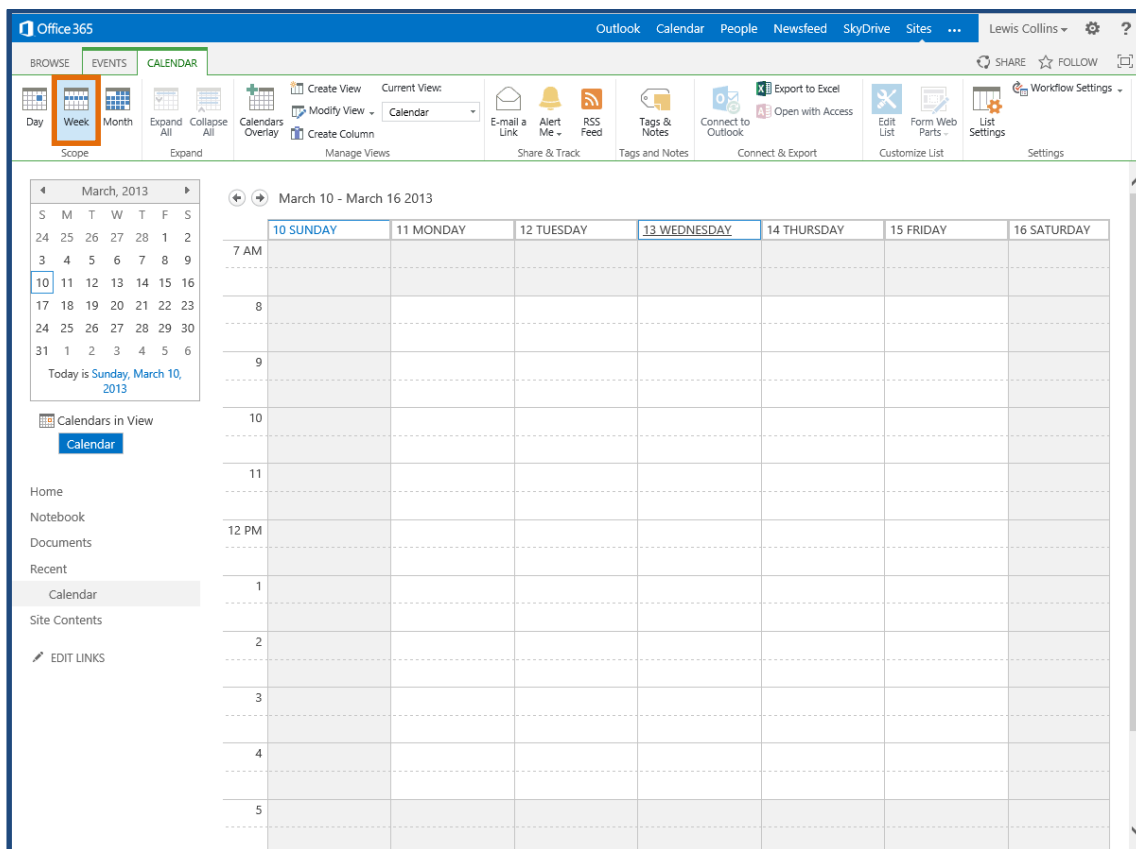 Office 365 Outlook Calendar People Newsfeed SkyDrive Sites ••• Lewis Collins ?
BROWSE EVENTS CALENDAR SHARE FOLLOW
Day Week Month
Scope
Expand All Collapse All
Expand
Calendars Overlay
Create View
Modify View
Create Column
Current View:
Calendar
Manage Views
E-mail a Link Alert Me RSS Feed
Share & Track
Tags & Notes
Tags and Notes
Connect to Outlook
Export to Excel
Open with Access
Connect & Export
Edit List Form Web Parts
Customize List
List Settings
Workflow Settings
Settings
March, 2013
S M T W T F S
24 25 26 27 28 1 2
3 4 5 6 7 8 9
10 11 12 13 14 15 16
17 18 19 20 21 22 23
24 25 26 27 28 29 30
31 1 2 3 4 5 6
Today is Sunday, March 10,
2013
Calendars in View
Calendar
Home
Notebook
Documents
Recent
Calendar
Site Contents
EDIT LINKS
March 10 - March 16 2013
10 SUNDAY 11 MONDAY 12 TUESDAY 13 WEDNESDAY 14 THURSDAY 15 FRIDAY 16 SATURDAY
7 AM
8
9
10
11
12 PM
1
2
3
4
5